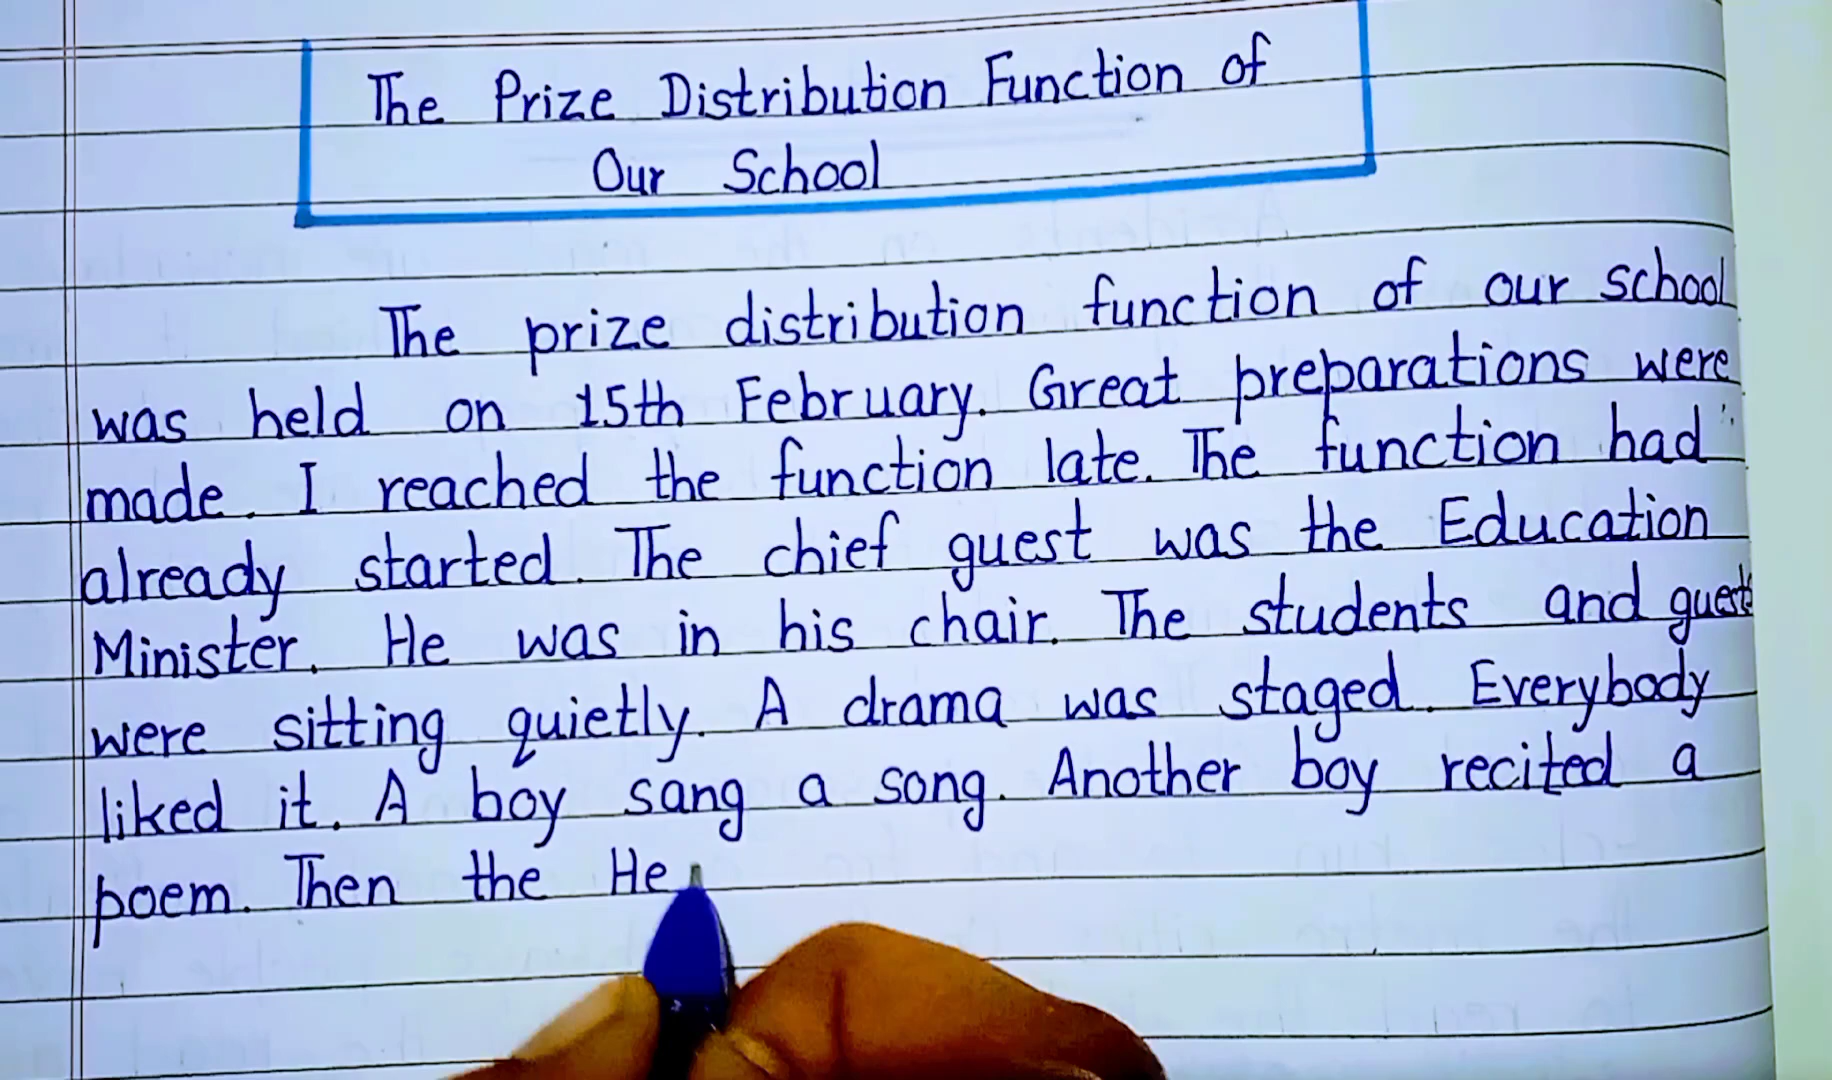 The Prize Distribution Function of
Our School
The prize distribution function of our school
was held on 15th February. Great preparations were
made. I reached the function late. The function had
already started. The chief guest was the Education
Minister. He was in his chair. The students and guest
were sitting quietly. A drama was staged. Everybody
liked it. A boy sang a song. Another boy recited a
poem. Then the He